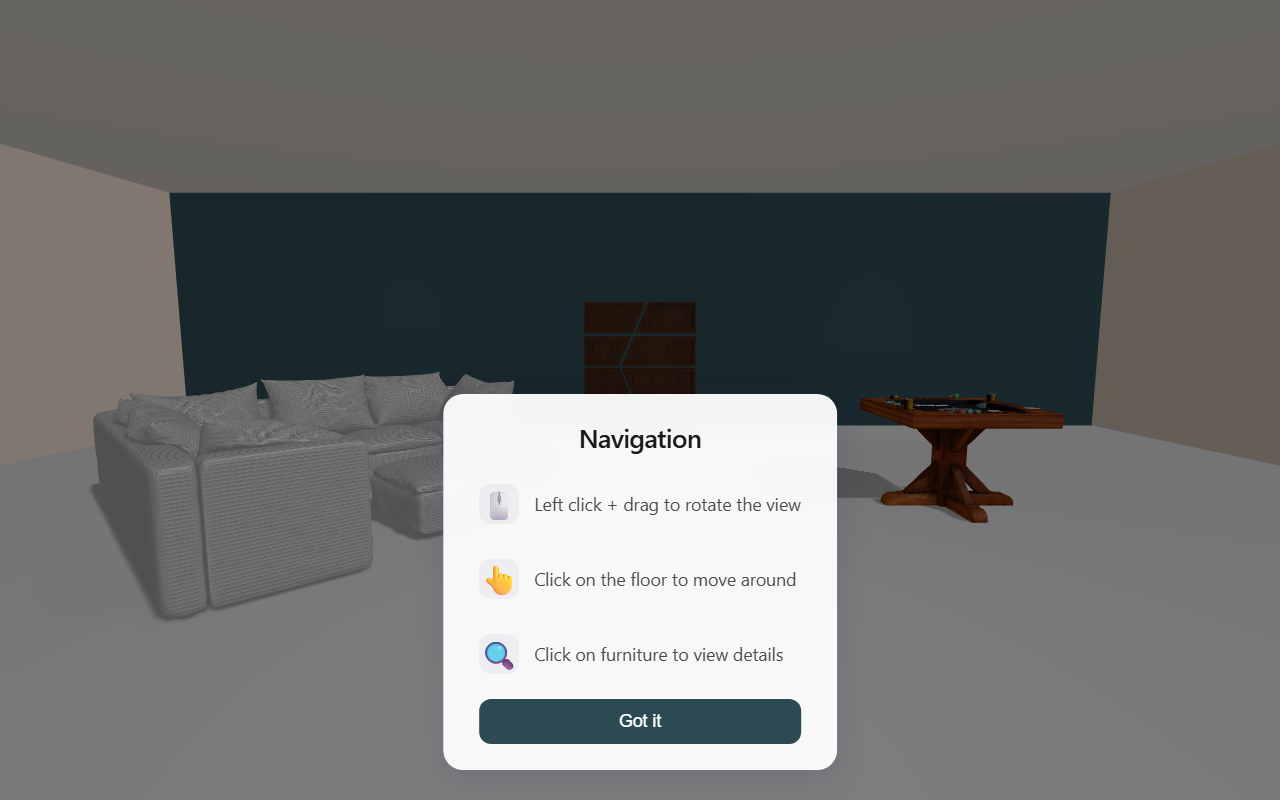 Navigation
Left click + drag to rotate the view
Click on the floor to move around
Click on furniture to view details
Got it